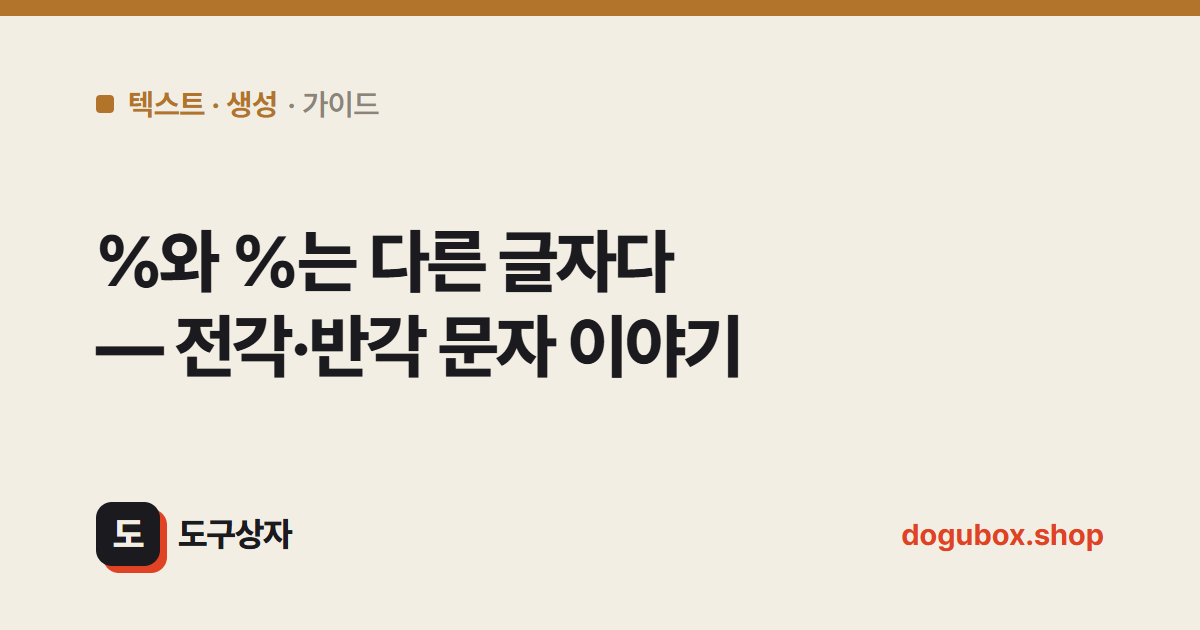 텍스트 · 생성 · 가이드
%와 %는 다른 글자다
— 전각·반각 문자 이야기
도 도구상자
dogubox.shop